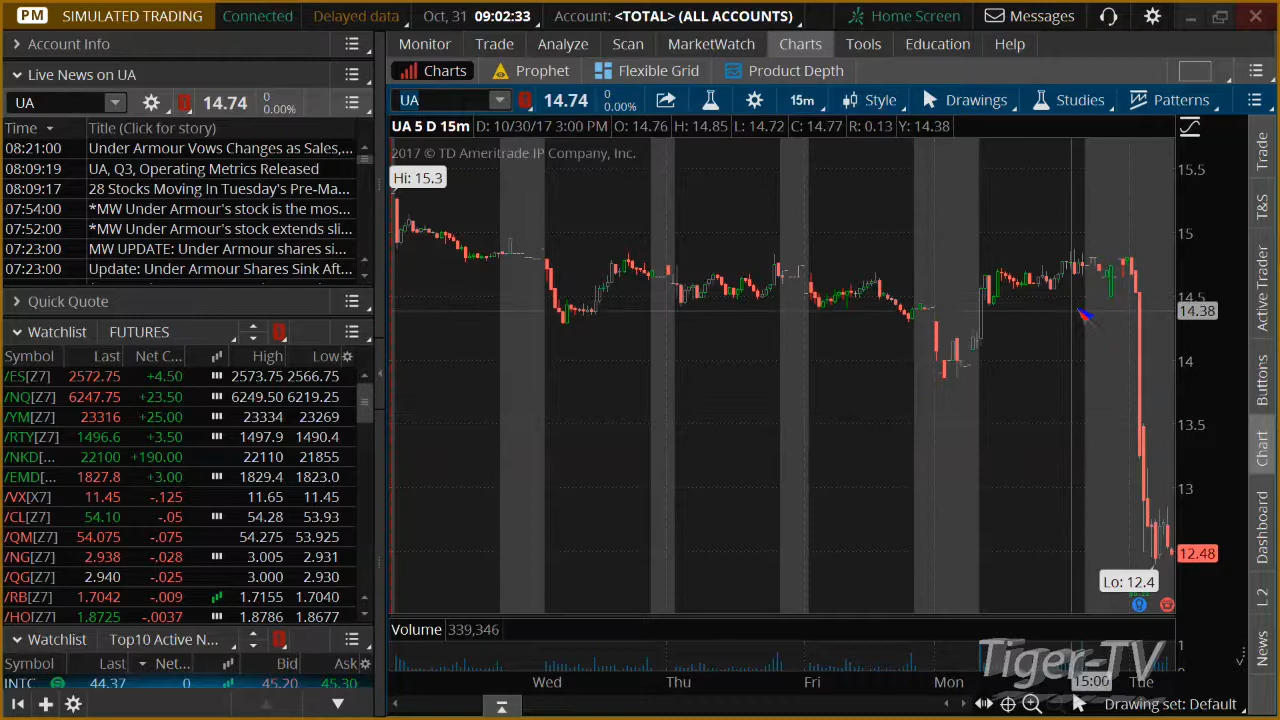 PM SIMULATED TRADING Connected Delayed data Oct, 31 09:02:33 Account: <TOTAL> (ALL ACCOUNTS) Home Screen Messages
Account Info
Monitor Trade Analyze Scan MarketWatch Charts Tools Education Help
Live News on UA
Charts Prophet Flexible Grid Product Depth
UA 14.74 0 0.00%
UA 14.74 0 0.00% 15m Style Drawings Studies Patterns
Time Title (Click for story)
UA 5 D 15m D: 10/30/17 3:00 PM O: 14.76 H: 14.85 L: 14.72 C: 14.77 R: 0.13 Y: 14.38
2017 © TD Ameritrade IP Company, Inc.
08:21:00 Under Armour Vows Changes as Sales,...
08:09:19 UA, Q3, Operating Metrics Released
08:09:17 28 Stocks Moving In Tuesday's Pre-Ma...
07:54:00 *MW Under Armour's stock is the mos...
07:52:00 *MW Under Armour's stock extends sli...
07:23:00 MW UPDATE: Under Armour shares si...
07:23:00 Update: Under Armour Shares Sink Aft...
Quick Quote
Watchlist FUTURES
Symbol Last Net C... High Low
/ES[Z7] 2572.75 +4.50 2573.75 2566.75
/NQ[Z7] 6247.75 +23.50 6249.50 6219.25
/YM[Z7] 23316 +25.00 23334 23269
/RTY[Z7] 1496.6 +3.50 1497.9 1490.4
/NKD[... 22100 +190.00 22110 21855
/EMD[... 1827.8 +3.00 1829.4 1823.0
/VX[X7] 11.45 -.125 11.65 11.45
/CL[Z7] 54.10 -.05 54.28 53.93
/QM[Z7] 54.075 -.075 54.275 53.925
/NG[Z7] 2.938 -.028 3.005 2.931
/QG[Z7] 2.940 -.025 3.000 2.930
/RB[Z7] 1.7042 -.009 1.7155 1.7040
/HO[Z7] 1.8725 -.0037 1.8786 1.8677
Watchlist Top10 Active N...
Symbol Last Net... Bid Ask
INTC 44.37 0 45.20 45.30
Hi: 15.3
15.5
15
14.5
14.38
14
13.5
13
12.48
Lo: 12.4
Volume 339,346
1
Tiger-TV
Wed Thu Fri Mon 15:00 Tue
Drawing set: Default
Trade
T&S
Active Trader
Buttons
Chart
Dashboard
L 2
News